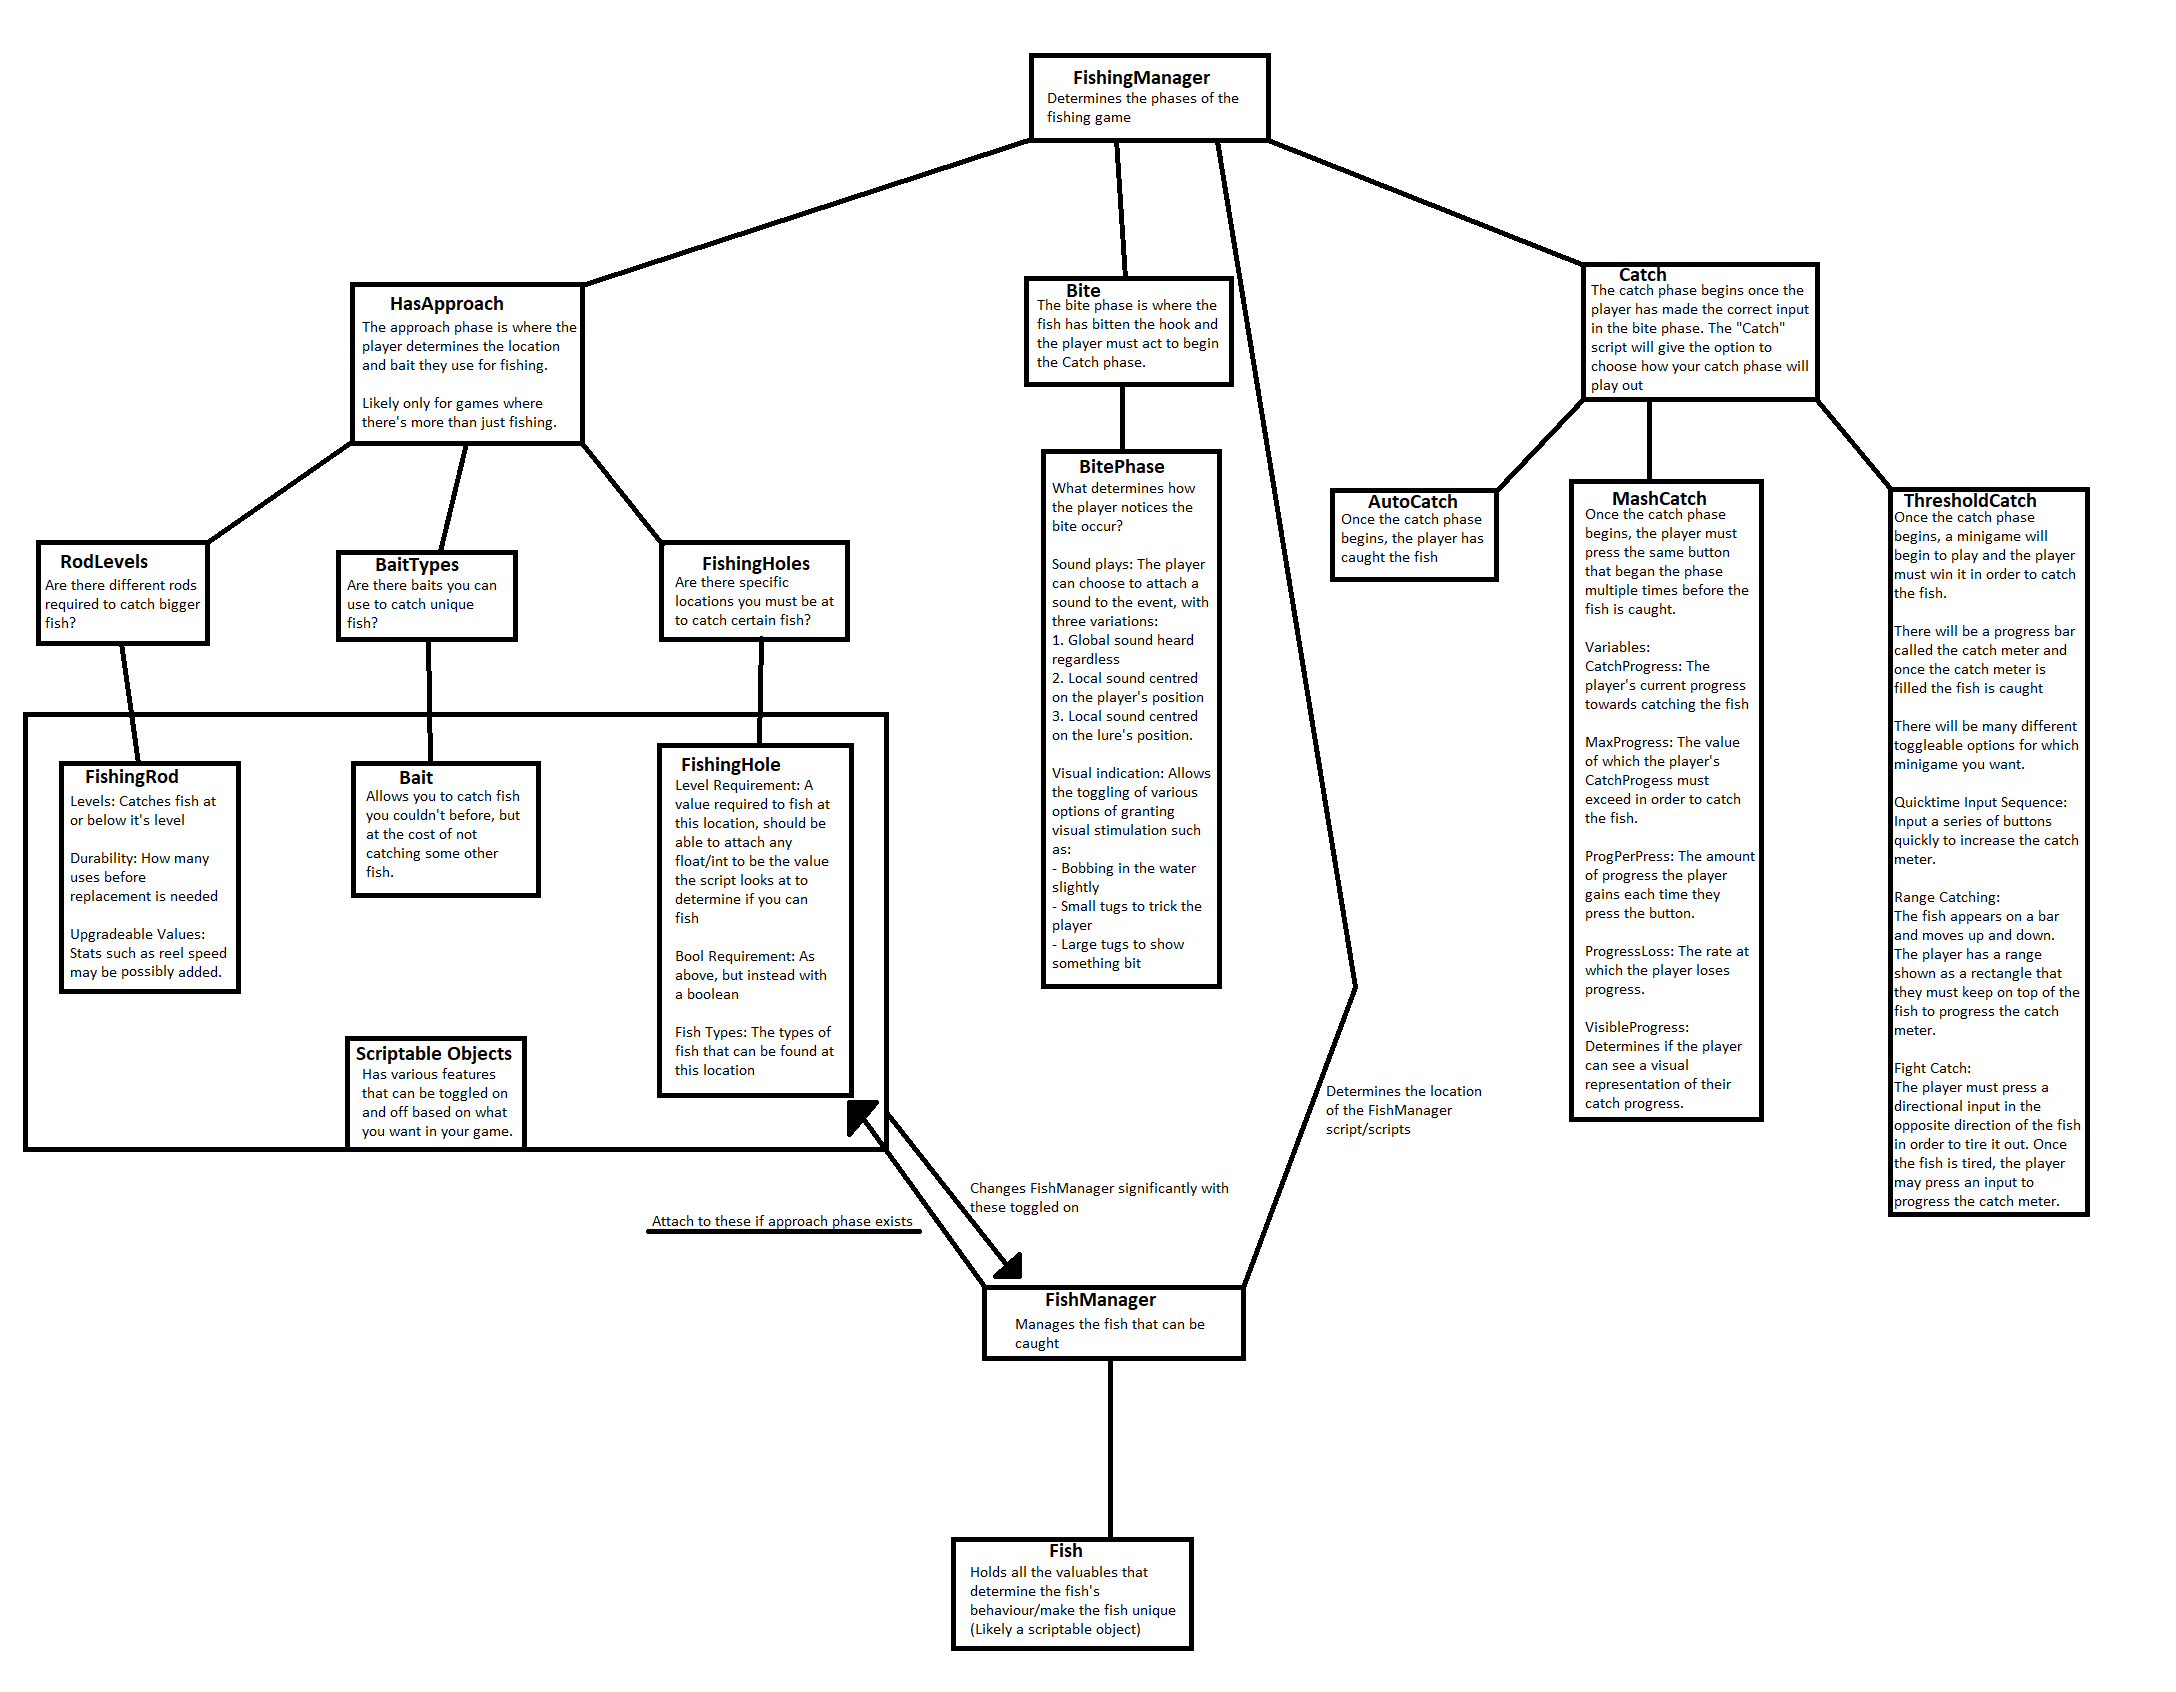 FishingManager
Determines the phases of the
fishing game
HasApproach
The approach phase is where the
player determines the location
and bait they use for fishing.
Likely only for games where
there's more than just fishing.
Bite
The bite phase is where the
fish has bitten the hook and
the player must act to begin
the Catch phase.
Catch
The catch phase begins once the
player has made the correct input
in the bite phase. The "Catch"
script will give the option to
choose how your catch phase will
play out
RodLevels
Are there different rods
required to catch bigger
fish?
BaitTypes
Are there baits you can
use to catch unique
fish?
FishingHoles
Are there specific
locations you must be at
to catch certain fish?
BitePhase
What determines how
the player notices the
bite occur?
Sound plays: The player
can choose to attach a
sound to the event, with
three variations:
1. Global sound heard
regardless
2. Local sound centred
on the player's position
3. Local sound centred
on the lure's position.
Visual indication: Allows
the toggling of various
options of granting
visual stimulation such
as:
- Bobbing in the water
slightly
- Small tugs to trick the
player
- Large tugs to show
something bit
AutoCatch
Once the catch phase
begins, the player has
caught the fish
MashCatch
Once the catch phase
begins, the player must
press the same button
that began the phase
multiple times before the
fish is caught.
Variables:
CatchProgress: The
player's current progress
towards catching the fish
MaxProgress: The value
of which the player's
CatchProgess must
exceed in order to catch
the fish.
ProgPerPress: The amount
of progress the player
gains each time they
press the button.
ProgressLoss: The rate at
which the player loses
progress.
VisibleProgress:
Determines if the player
can see a visual
representation of their
catch progress.
ThresholdCatch
Once the catch phase
begins, a minigame will
begin to play and the player
must win it in order to catch
the fish.
There will be a progress bar
called the catch meter and
once the catch meter is
filled the fish is caught
There will be many different
toggleable options for which
minigame you want.
Quicktime Input Sequence:
Input a series of buttons
quickly to increase the catch
meter.
Range Catching:
The fish appears on a bar
and moves up and down.
The player has a range
shown as a rectangle that
they must keep on top of the
fish to progress the catch
meter.
Fight Catch:
The player must press a
directional input in the
opposite direction of the fish
in order to tire it out. Once
the fish is tired, the player
may press an input to
progress the catch meter.
FishingRod
Levels: Catches fish at
or below it's level
Durability: How many
uses before
replacement is needed
Upgradeable Values:
Stats such as reel speed
may be possibly added.
Bait
Allows you to catch fish
you couldn't before, but
at the cost of not
catching some other
fish.
FishingHole
Level Requirement: A
value required to fish at
this location, should be
able to attach any
float/int to be the value
the script looks at to
determine if you can
fish
Bool Requirement: As
above, but instead with
a boolean
Fish Types: The types of
fish that can be found at
this location
Scriptable Objects
Has various features
that can be toggled on
and off based on what
you want in your game.
Determines the location
of the FishManager
script/scripts
Changes FishManager significantly with
these toggled on
Attach to these if approach phase exists
FishManager
Manages the fish that can be
caught
Fish
Holds all the valuables that
determine the fish's
behaviour/make the fish unique
(Likely a scriptable object)